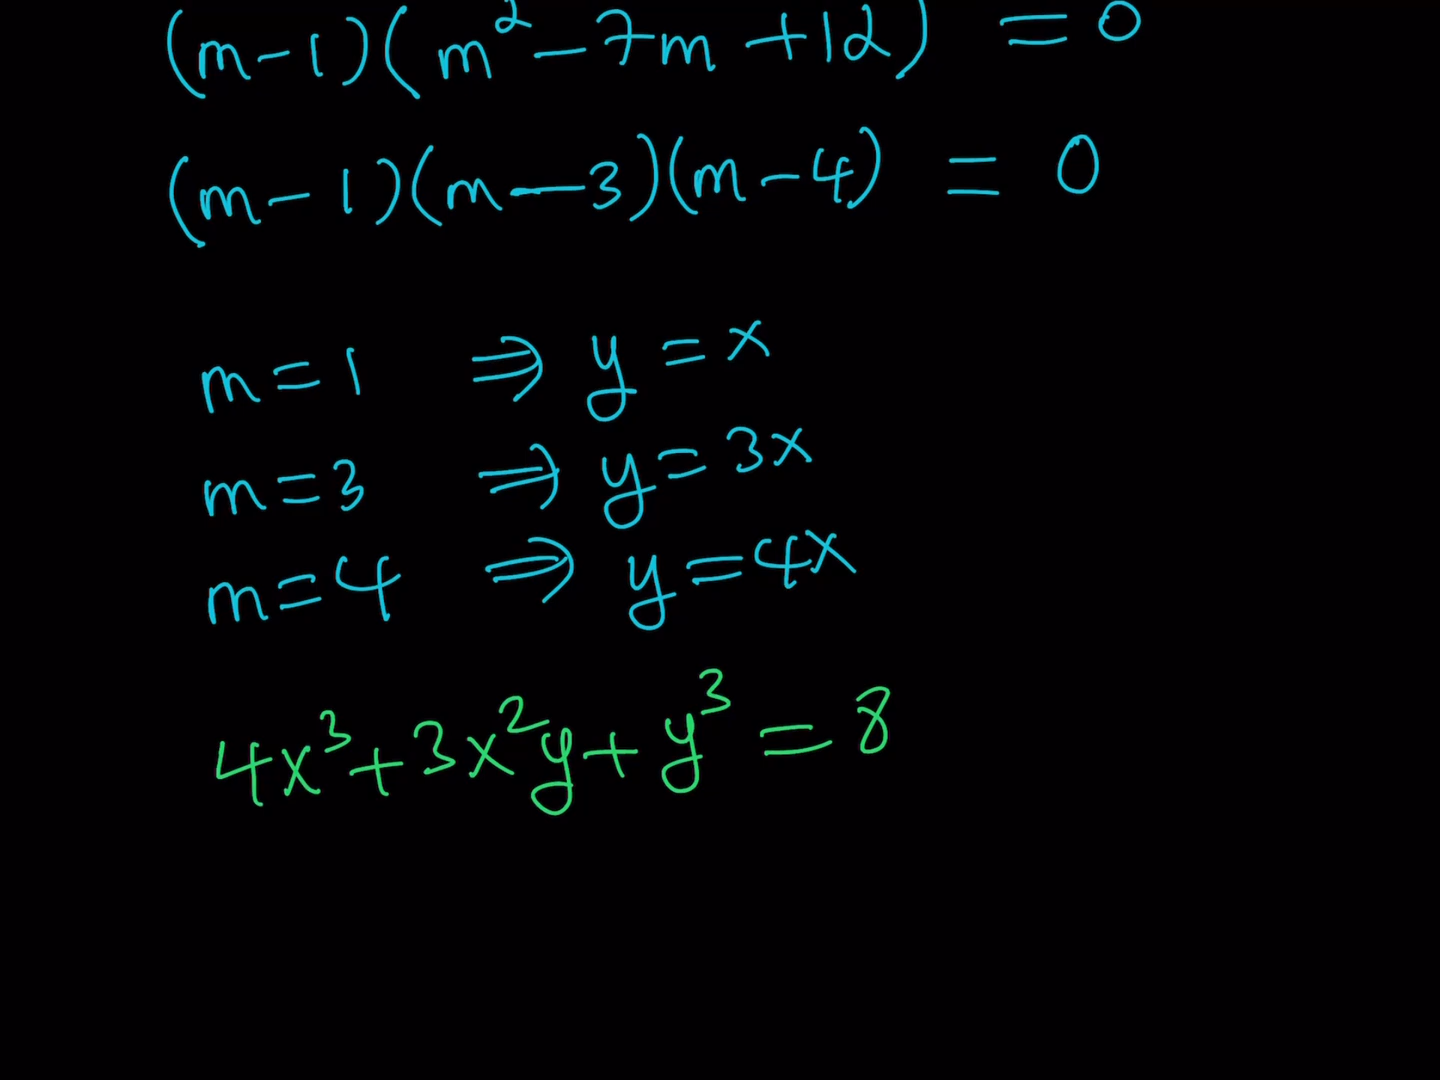 (m-1)(m²-7m+12) = 0
(m-1)(m-3)(m-4) = 0
m=1 ⇒ y=x
m=3 ⇒ y=3x
m=4 ⇒ y=4x
4x³+3x²y+y³=8